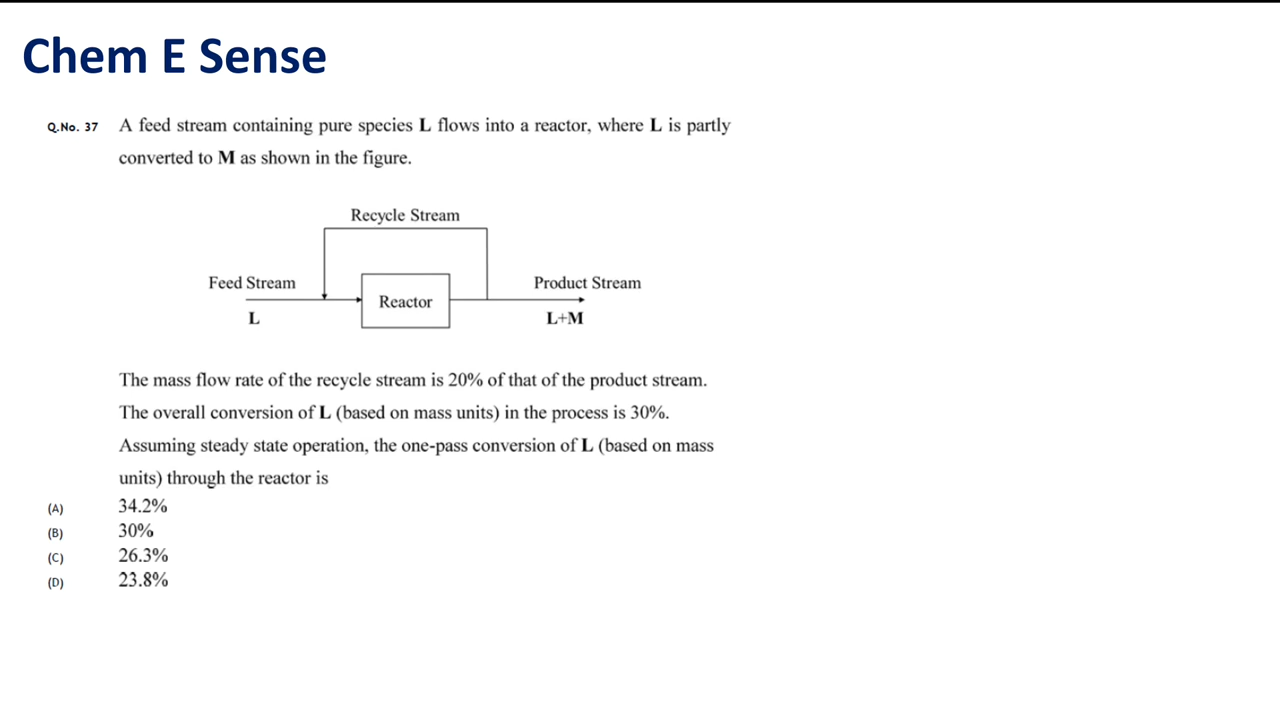 Chem E Sense
Q.No. 37 A feed stream containing pure species L flows into a reactor, where L is partly
converted to M as shown in the figure.
Recycle Stream
Feed Stream
Product Stream
Reactor
L
L+M
The mass flow rate of the recycle stream is 20% of that of the product stream.
The overall conversion of L (based on mass units) in the process is 30%.
Assuming steady state operation, the one-pass conversion of L (based on mass
units) through the reactor is
(A) 34.2%
(B) 30%
(C) 26.3%
(D) 23.8%